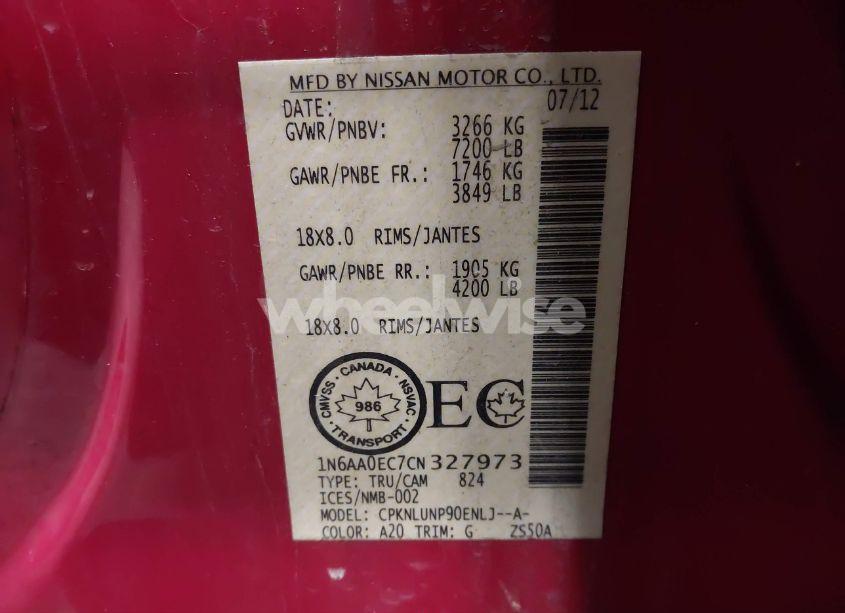 MFD BY NISSAN MOTOR CO., LTD.
DATE: 07/12
GVWR/PNBV: 3266 KG
7200 LB
GAWR/PNBE FR.: 1746 KG
3849 LB
18X8.0 RIMS/JANTES
GAWR/PNBE RR.: 1905 KG
4200 LB
wheelwise
18X8.0 RIMS/JANTES
CMVSS · CANADA · NSVAC
986
· TRANSPORT ·
EC
1N6AA0EC7CN327973
TYPE: TRU/CAM 824
ICES/NMB-002
MODEL: CPKNLUNP90ENLJ--A-
COLOR: A20 TRIM: G ZS50A